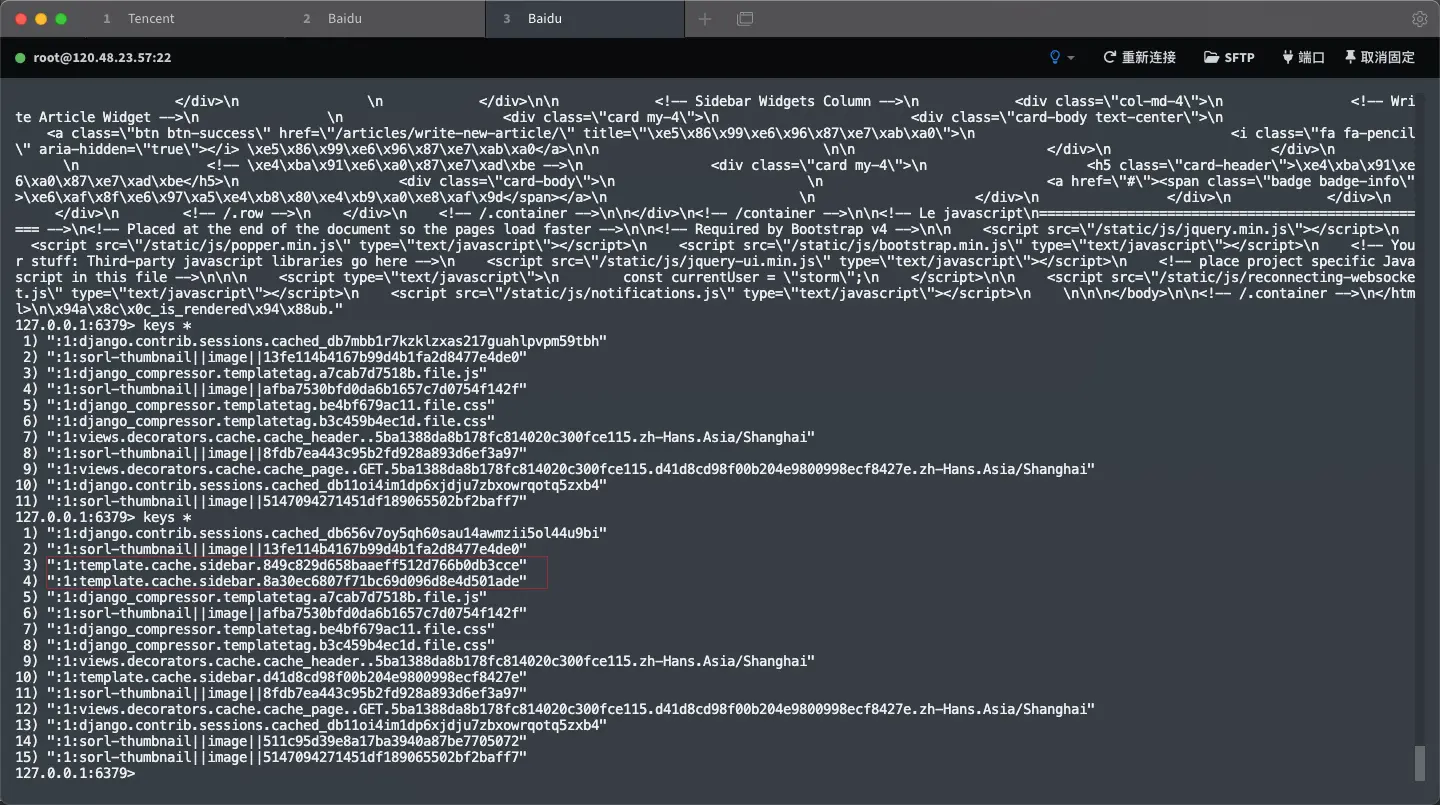 1 Tencent
2 Baidu
3 Baidu
root@120.48.23.57:22
重新连接
SFTP
端口
取消固定
</div>\n \n </div>\n\n <!-- Sidebar Widgets Column -->\n <div class=\"col-md-4\">\n <!-- Wri
te Article Widget -->\n \n <div class=\"card my-4\">\n <div class=\"card-body text-center\">\n
<a class=\"btn btn-success\" href=\"/articles/write-new-article/\" title=\"\xe5\x86\x99\xe6\x96\x87\xe7\xab\xa0\">\n <i class=\"fa fa-pencil
\" aria-hidden=\"true\"></i> \xe5\x86\x99\xe6\x96\x87\xe7\xab\xa0</a>\n\n \n\n </div>\n </div>\n
\n <!-- \xe4\xba\x91\xe6\xa0\x87\xe7\xad\xbe -->\n <div class=\"card my-4\">\n <h5 class=\"card-header\">\xe4\xba\x91\xe
6\xa0\x87\xe7\xad\xbe</h5>\n <div class=\"card-body\">\n \n <a href=\"#\"><span class=\"badge badge-info\"
>\xe6\xaf\x8f\xe6\x97\xa5\xe4\xb8\x80\xe4\xb9\xa0\xe8\xaf\x9d</span></a>\n \n </div>\n </div>\n </div>\n
</div>\n <!-- /.row -->\n </div>\n <!-- /.container -->\n\n</div><!-- /container -->\n\n<!-- Le javascript\n==============================================
=== -->\n<!-- Placed at the end of the document so the pages load faster -->\n\n<!-- Required by Bootstrap v4 -->\n\n <script src=\"/static/js/jquery.min.js\"></script>\n
<script src=\"/static/js/popper.min.js\" type=\"text/javascript\"></script>\n <script src=\"/static/js/bootstrap.min.js\" type=\"text/javascript\"></script>\n <!-- You
r stuff: Third-party javascript libraries go here -->\n <script src=\"/static/js/jquery-ui.min.js\" type=\"text/javascript\"></script>\n <!-- place project specific Java
script in this file -->\n\n\n <script type=\"text/javascript\">\n const currentUser = \"storm\";\n </script>\n\n <script src=\"/static/js/reconnecting-websocke
t.js\" type=\"text/javascript\"></script>\n <script src=\"/static/js/notifications.js\" type=\"text/javascript\"></script>\n \n\n\n</body>\n\n<!-- /.container -->\n</htm
l>\n\x94a\x8c\x0c_is_rendered\x94\x88ub."
127.0.0.1:6379> keys *
1) ":1:django.contrib.sessions.cached_db7mbb1r7kzklzxas217guahlpvpm59tbh"
2) ":1:sorl-thumbnail||image||13fe114b4167b99d4b1fa2d8477e4de0"
3) ":1:django_compressor.templatetag.a7cab7d7518b.file.js"
4) ":1:sorl-thumbnail||image||afba7530bfd0da6b1657c7d0754f142f"
5) ":1:django_compressor.templatetag.be4bf679ac11.file.css"
6) ":1:django_compressor.templatetag.b3c459b4ec1d.file.css"
7) ":1:views.decorators.cache.cache_header..5ba1388da8b178fc814020c300fce115.zh-Hans.Asia/Shanghai"
8) ":1:sorl-thumbnail||image||8fdb7ea443c95b2fd928a893d6ef3a97"
9) ":1:views.decorators.cache.cache_page..GET.5ba1388da8b178fc814020c300fce115.d41d8cd98f00b204e9800998ecf8427e.zh-Hans.Asia/Shanghai"
10) ":1:django.contrib.sessions.cached_db11oi4im1dp6xjdju7zbxowrqotq5zxb4"
11) ":1:sorl-thumbnail||image||5147094271451df189065502bf2baff7"
127.0.0.1:6379> keys *
1) ":1:django.contrib.sessions.cached_db656v7oy5qh60sau14awmzii5ol44u9bi"
2) ":1:sorl-thumbnail||image||13fe114b4167b99d4b1fa2d8477e4de0"
3) ":1:template.cache.sidebar.849c829d658baaeff512d766b0db3cce"
4) ":1:template.cache.sidebar.8a30ec6807f71bc69d096d8e4d501ade"
5) ":1:django_compressor.templatetag.a7cab7d7518b.file.js"
6) ":1:sorl-thumbnail||image||afba7530bfd0da6b1657c7d0754f142f"
7) ":1:django_compressor.templatetag.be4bf679ac11.file.css"
8) ":1:django_compressor.templatetag.b3c459b4ec1d.file.css"
9) ":1:views.decorators.cache.cache_header..5ba1388da8b178fc814020c300fce115.zh-Hans.Asia/Shanghai"
10) ":1:template.cache.sidebar.d41d8cd98f00b204e9800998ecf8427e"
11) ":1:sorl-thumbnail||image||8fdb7ea443c95b2fd928a893d6ef3a97"
12) ":1:views.decorators.cache.cache_page..GET.5ba1388da8b178fc814020c300fce115.d41d8cd98f00b204e9800998ecf8427e.zh-Hans.Asia/Shanghai"
13) ":1:django.contrib.sessions.cached_db11oi4im1dp6xjdju7zbxowrqotq5zxb4"
14) ":1:sorl-thumbnail||image||511c95d39e8a17ba3940a87be7705072"
15) ":1:sorl-thumbnail||image||5147094271451df189065502bf2baff7"
127.0.0.1:6379>